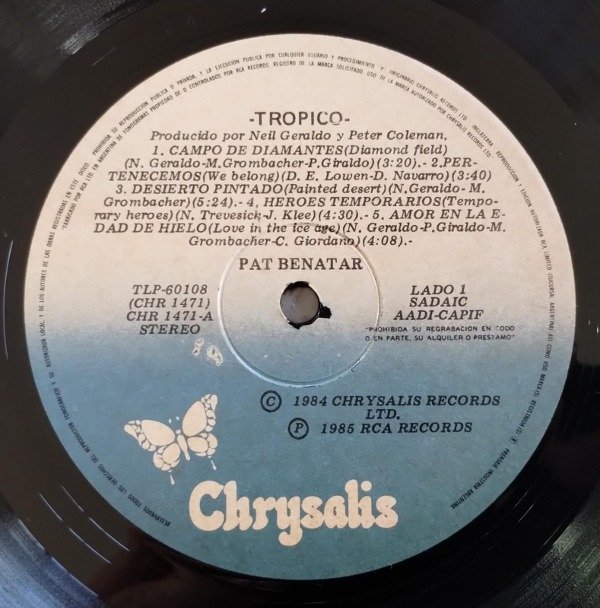 -TROPICO-
Producido por Neil Geraldo y Peter Coleman,
1, CAMPO DE DIAMANTES(Diamond field)
(N. Geraldo-M.Grombacher-P.Giraldo)(3:20).- 2,PER-
TENECEMOS(We belong)(D. E. Lowen-D. Navarro)(3:40)
3. DESIERTO PINTADO(Painted desert)(N.Geraldo- M.
Grombacher)(5:24).- 4, HEROES TEMPORARIOS(Tempo-
rary heroes)(N. Trevesick-J. Klee)(4:30).- 5. AMOR EN LA E-
DAD DE HIELO(Love in the ice age)(N. Geraldo-P.Giraldo-M.
Grombacher-C. Giordano)(4:08).-
PAT BENATAR
TLP-60108
(CHR 1471)
CHR 1471-A
STEREO
LADO 1
SADAIC
AADI-CAPIF
"PROHIBIDA SU REGRABACION EN TODO
O EN PARTE, SU ALQUILER O PRESTAMO"
© 1984 CHRYSALIS RECORDS
LTD.
Ⓟ 1985 RCA RECORDS
Chrysalis